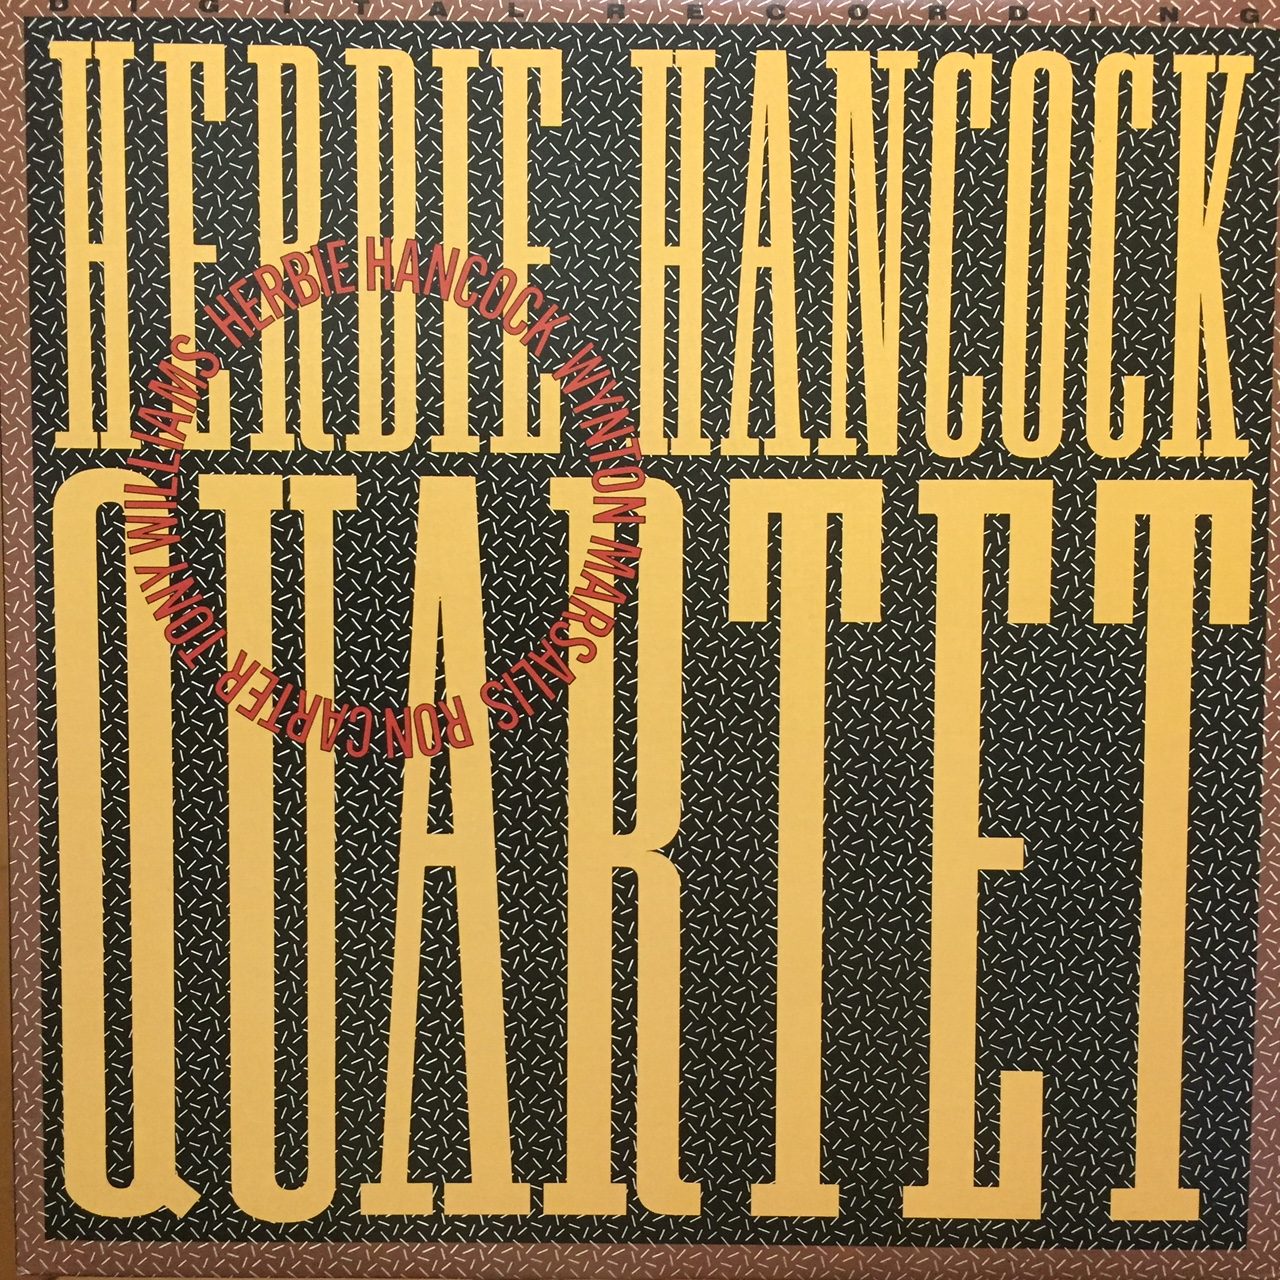 DIGITAL RECORDING
HERBIE HANCOCK
QUARTET
HERBIE HANCOCK WYNTON MARSALIS RON CARTER TONY WILLIAMS